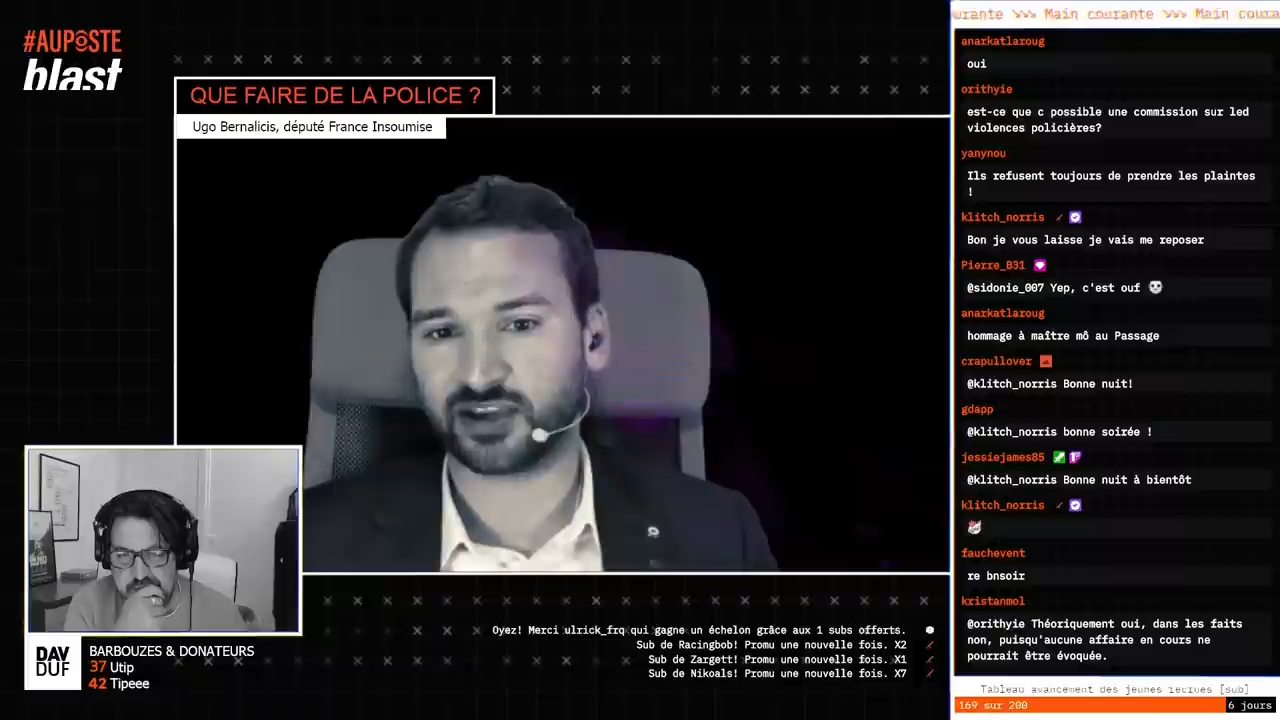 #AUPOSTE
blast
QUE FAIRE DE LA POLICE ?
Ugo Bernalicis, député France Insoumise
DAV
DUF
BARBOUZES & DONATEURS
37 Utip
42 Tipeee
Oyez! Merci ulrick_frq qui gagne un échelon grâce aux 1 subs offerts.
Sub de Racingbob! Promu une nouvelle fois. X2
Sub de Zargett! Promu une nouvelle fois. X1
Sub de Nikoals! Promu une nouvelle fois. X7
urante >>> Main courante >>> Main coura
anarkatlaroug
oui
orithyie
est-ce que c possible une commission sur led
violences policières?
yanynou
Ils refusent toujours de prendre les plaintes
!
klitch_norris
Bon je vous laisse je vais me reposer
Pierre_B31
@sidonie_007 Yep, c'est ouf 💀
anarkatlaroug
hommage à maître mô au Passage
crapullover
@klitch_norris Bonne nuit!
gdapp
@klitch_norris bonne soirée !
jessiejames85
@klitch_norris Bonne nuit à bientôt
klitch_norris
fauchevent
re bnsoir
kristanmol
@orithyie Théoriquement oui, dans les faits
non, puisqu'aucune affaire en cours ne
pourrait être évoquée.
Tableau avancement des jeunes recrues [sub]
169 sur 200
6 jours